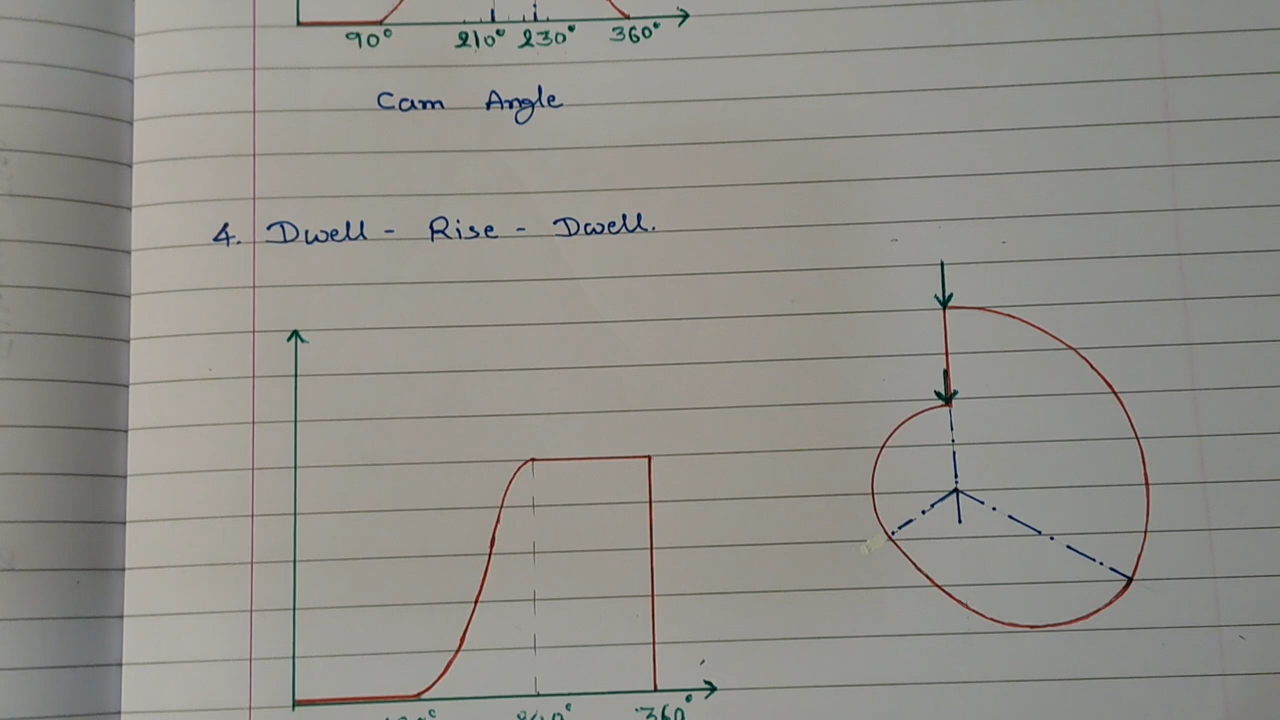 90° 210° 230° 360°
Cam Angle
4. Dwell - Rise - Dwell.
360°